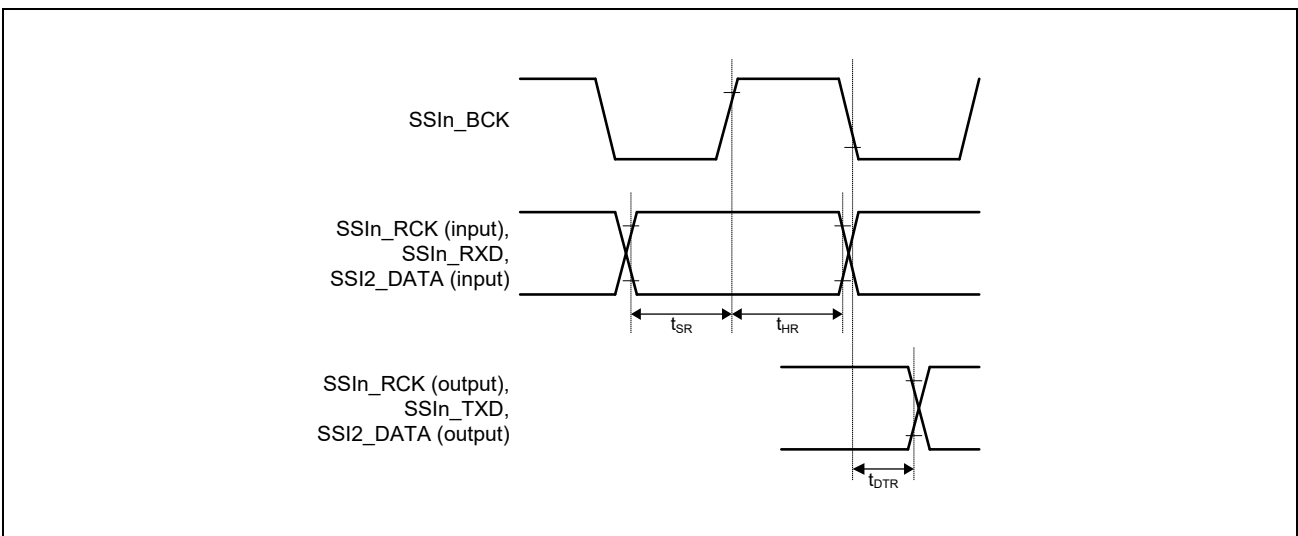 SSIn_BCK
SSIn_RCK (input),
SSIn_RXD,
SSI2_DATA (input)
tSR
tHR
SSIn_RCK (output),
SSIn_TXD,
SSI2_DATA (output)
tDTR